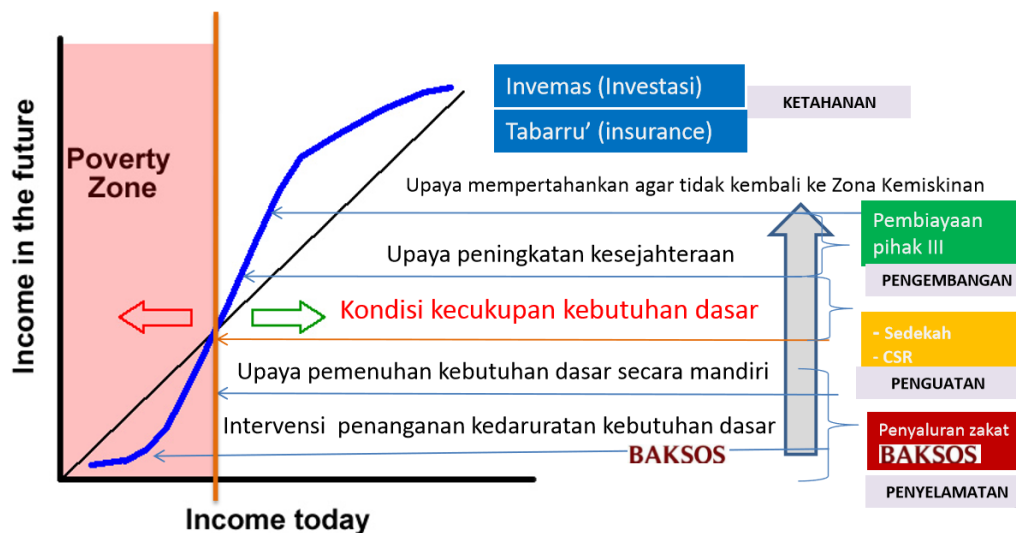 Income in the future
Poverty
Zone
Income today
Invemas (Investasi)
Tabarru’ (insurance)
KETAHANAN
Upaya mempertahankan agar tidak kembali ke Zona Kemiskinan
Pembiayaan
pihak III
Upaya peningkatan kesejahteraan
PENGEMBANGAN
Kondisi kecukupan kebutuhan dasar
- Sedekah
- CSR
Upaya pemenuhan kebutuhan dasar secara mandiri
PENGUATAN
Intervensi penanganan kedaruratan kebutuhan dasar
BAKSOS
Penyaluran zakat
BAKSOS
PENYELAMATAN